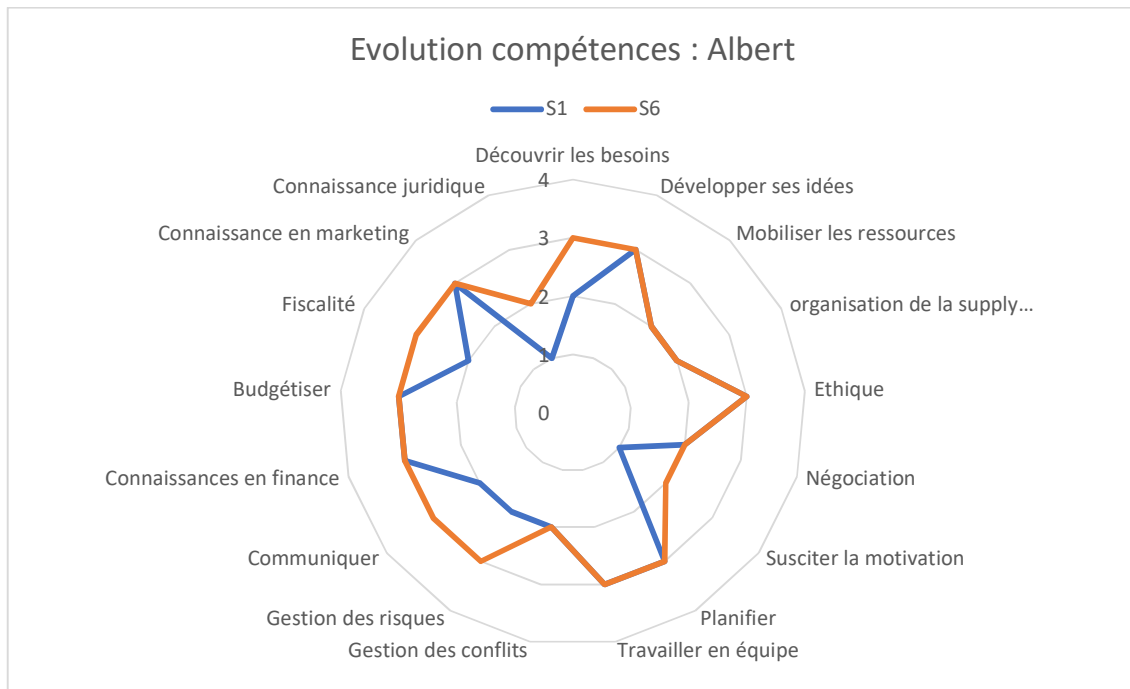 Evolution compétences : Albert
S1 S6
Découvrir les besoins
Connaissance juridique
4
Développer ses idées
Connaissance en marketing
3
Mobiliser les ressources
Fiscalité
2
organisation de la supply...
Budgétiser
1
0
Ethique
Connaissances en finance
Négociation
Communiquer
Susciter la motivation
Gestion des risques
Planifier
Gestion des conflits
Travailler en équipe